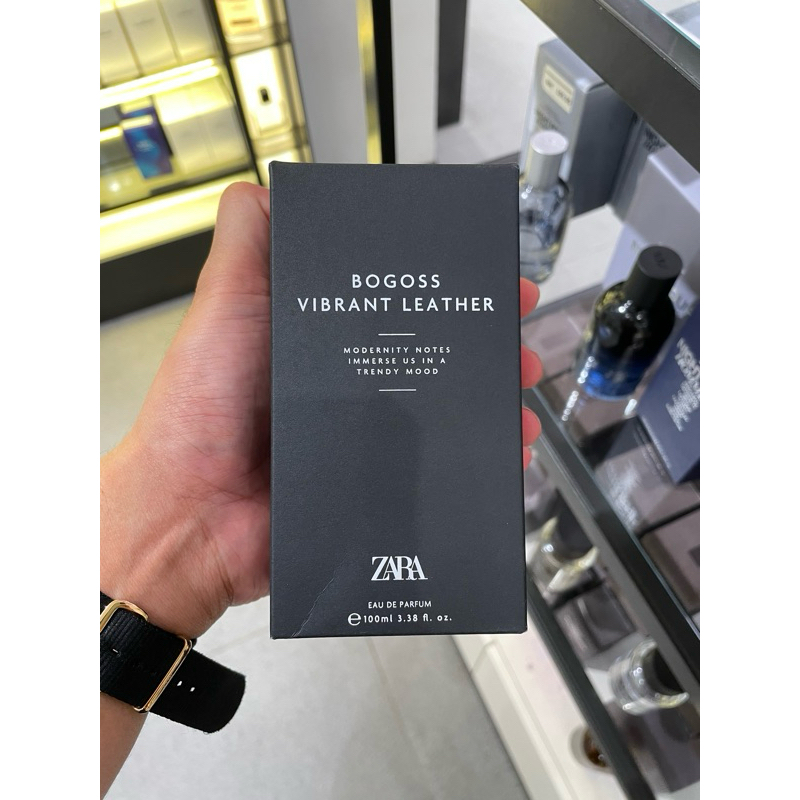 BOGOSS
VIBRANT LEATHER
MODERNITY NOTES
IMMERSE US IN A
TRENDY MOOD
ZARA
EAU DE PARFUM
℮100ml 3.38 fl. oz.